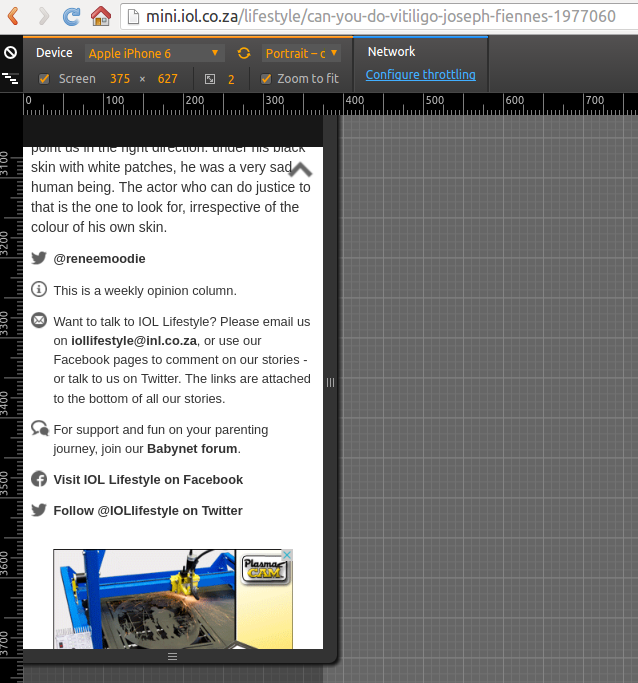 mini.iol.co.za/lifestyle/can-you-do-vitiligo-joseph-fiennes-1977060
Device Apple iPhone 6 Portrait – c Network
Screen 375 × 627 2 Zoom to fit Configure throttling
0 100 200 300 400 500 600 700
3100
3200
3300
3400
3500
3600
3700
point us in the right direction: under his black
skin with white patches, he was a very sad
human being. The actor who can do justice to
that is the one to look for, irrespective of the
colour of his own skin.
@reneemoodie
This is a weekly opinion column.
Want to talk to IOL Lifestyle? Please email us
on iollifestyle@inl.co.za, or use our
Facebook pages to comment on our stories -
or talk to us on Twitter. The links are attached
to the bottom of all our stories.
For support and fun on your parenting
journey, join our Babynet forum.
Visit IOL Lifestyle on Facebook
Follow @IOLlifestyle on Twitter
Plasma
CAM